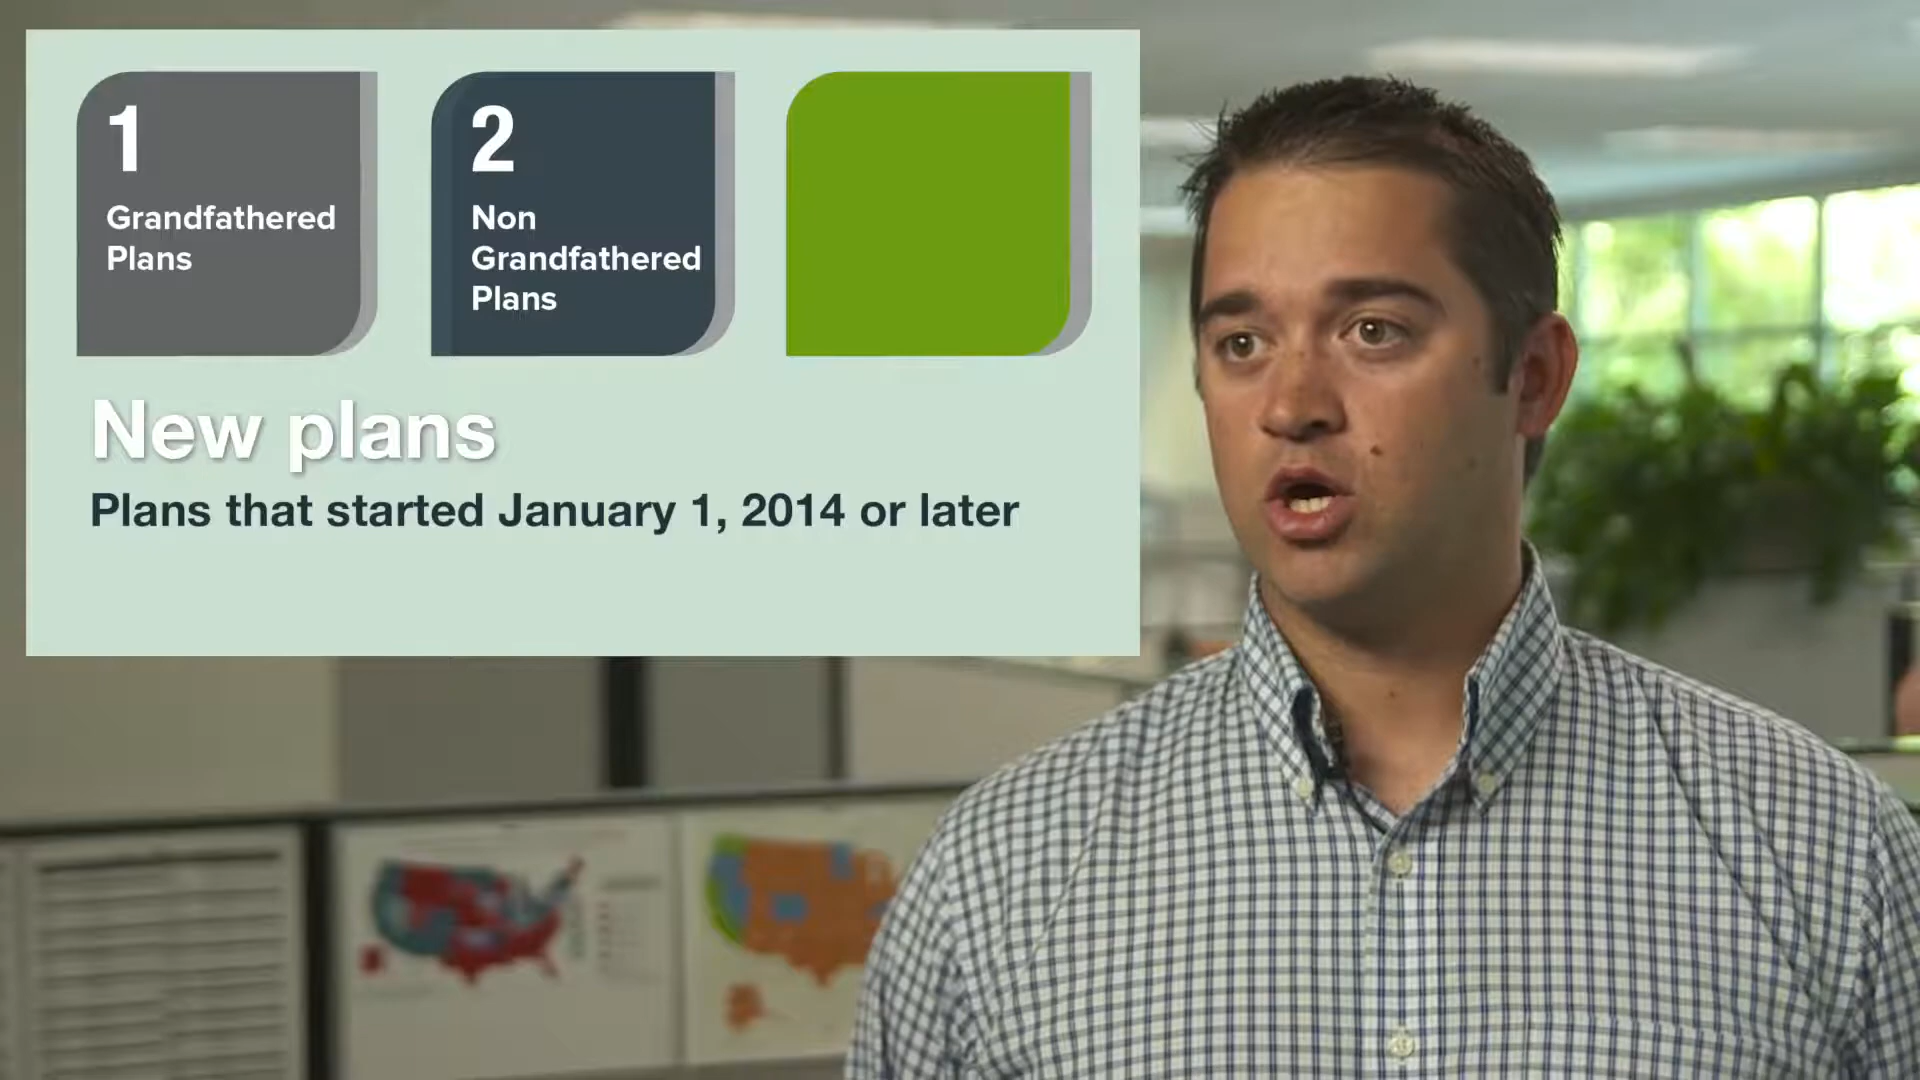 1
Grandfathered
Plans
2
Non
Grandfathered
Plans
New plans
Plans that started January 1, 2014 or later